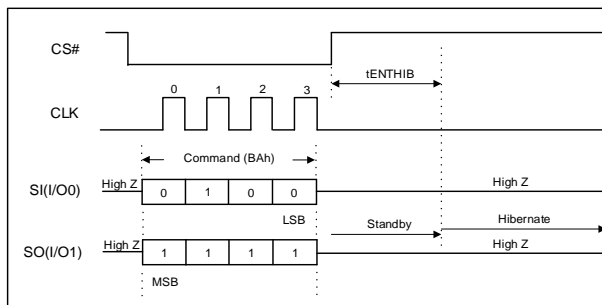 CS#
tENTHIB
0 1 2 3
CLK
Command (BAh)
High Z High Z
SI(I/O0) 0 1 0 0
LSB Standby Hibernate
High Z High Z
SO(I/O1) 1 1 1 1
MSB